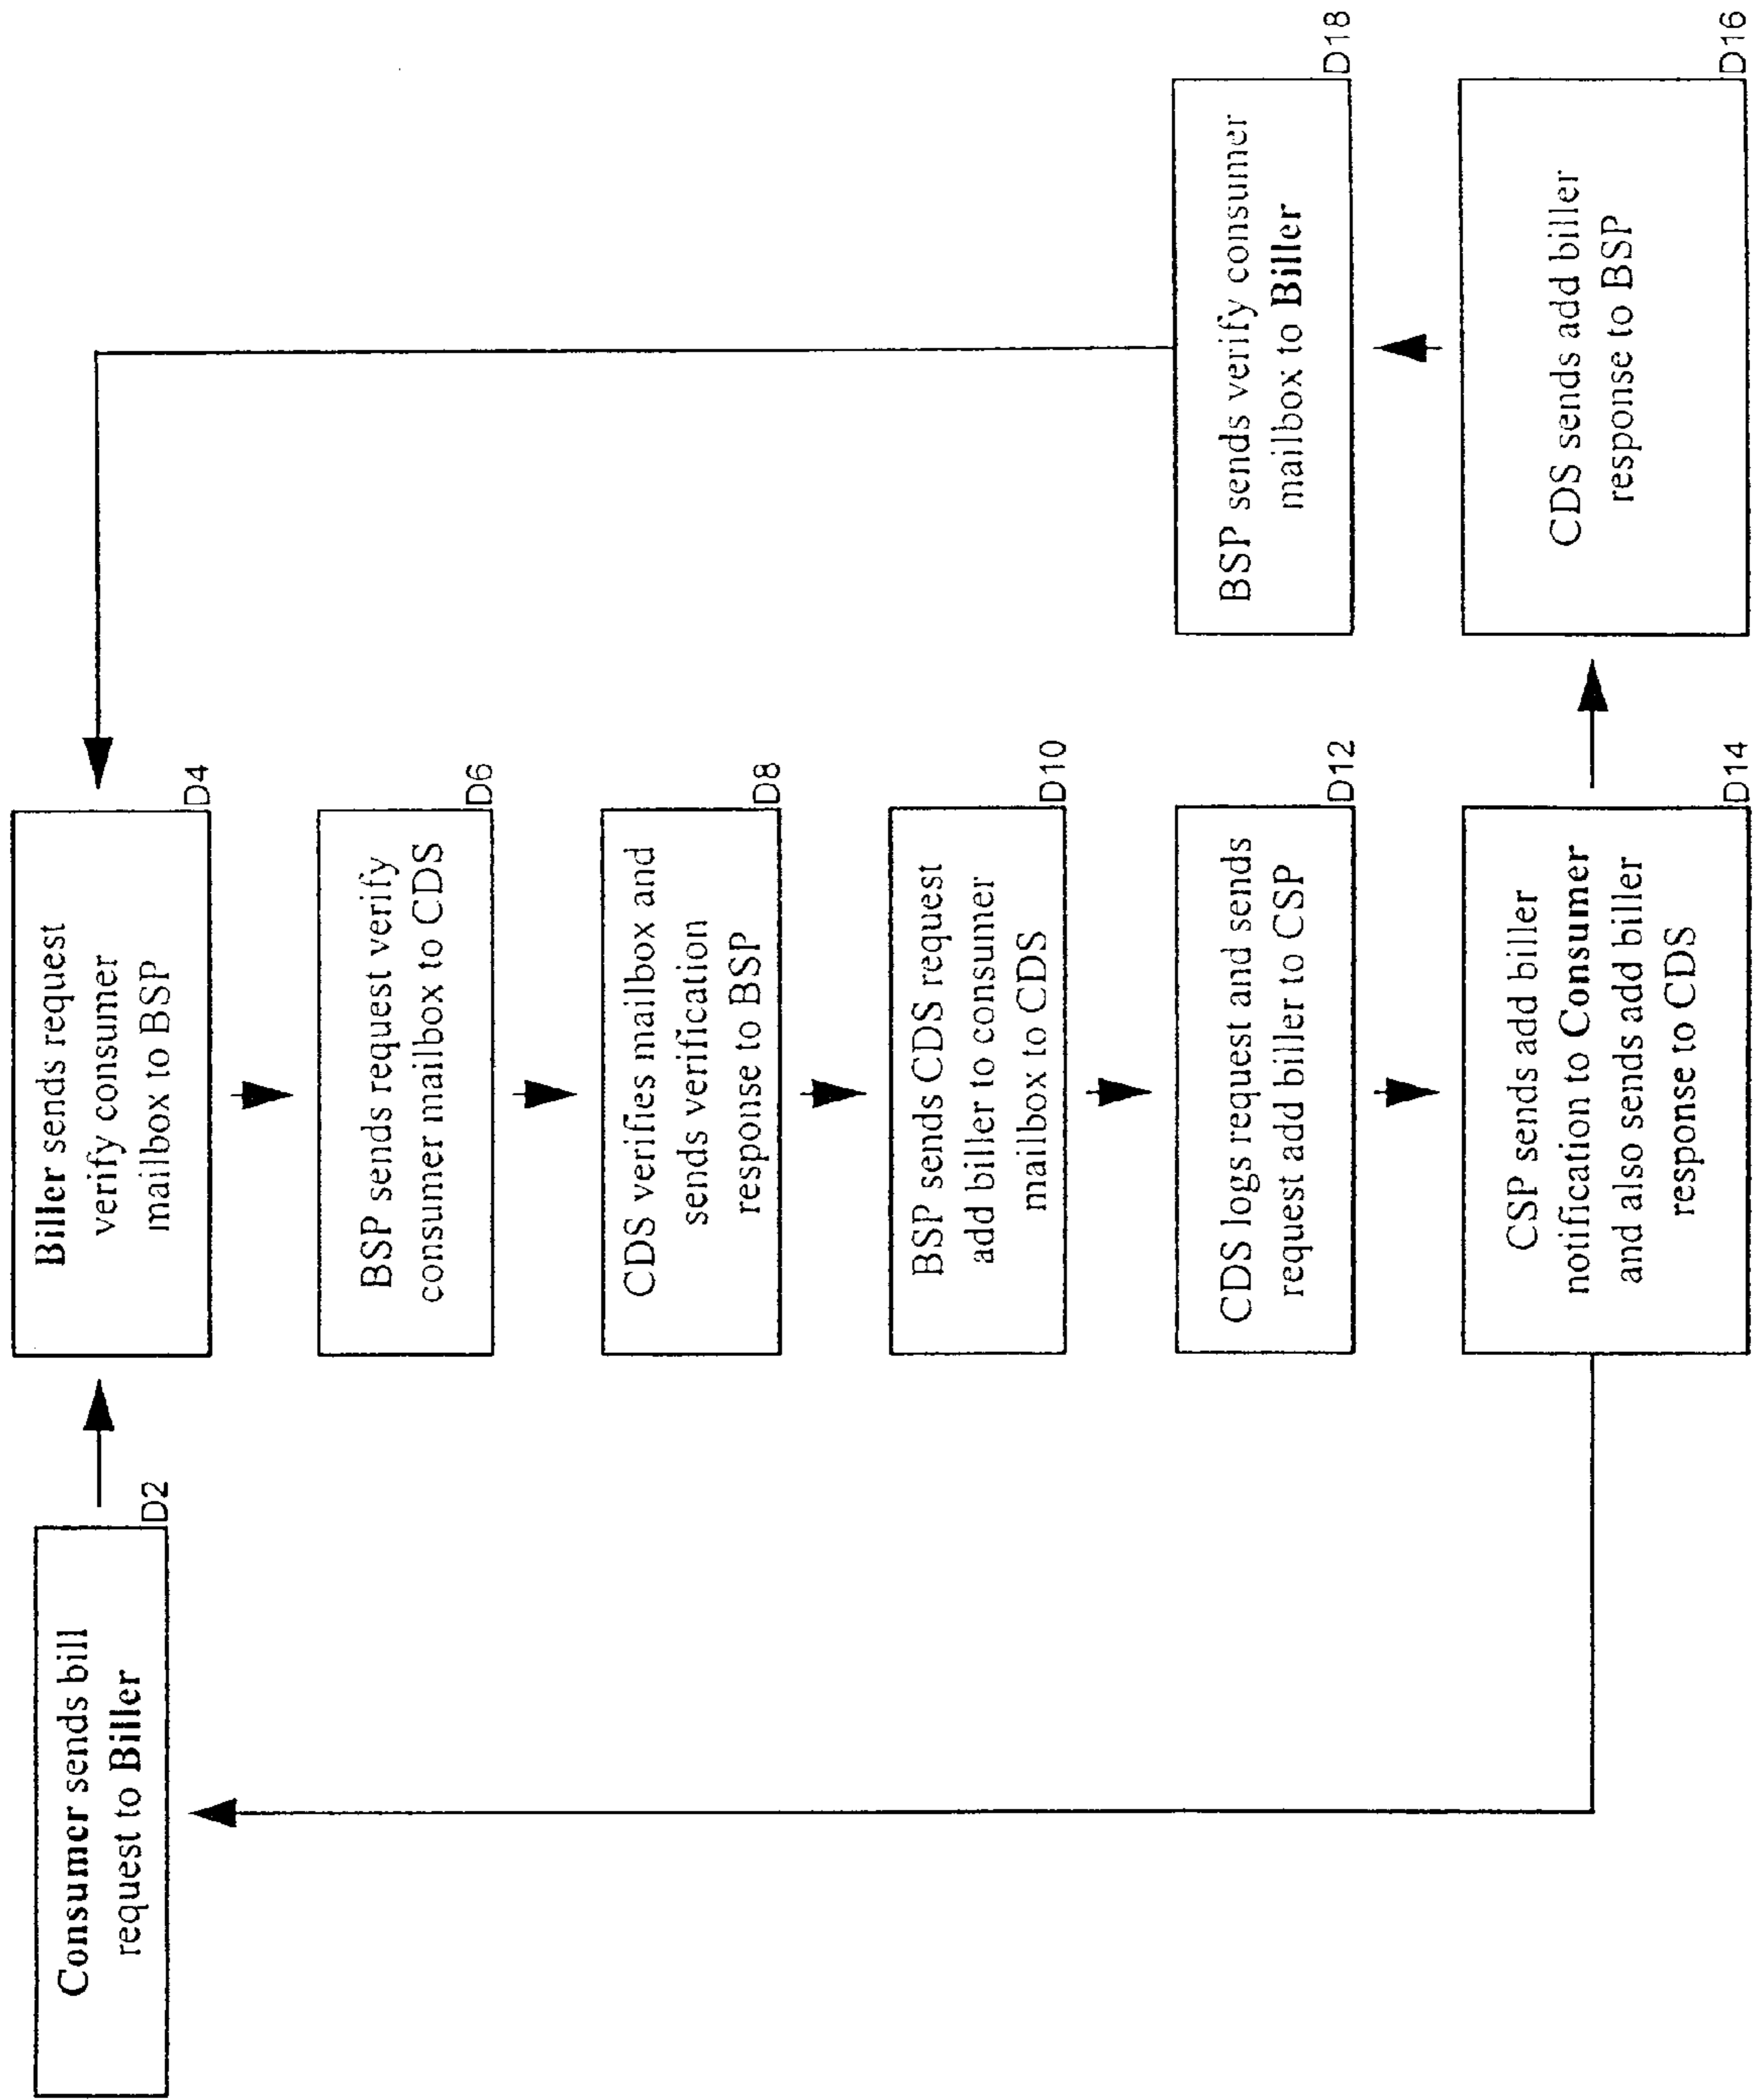 Consumer sends bill
request to Biller
D2
Biller sends request
verify consumer
mailbox to BSP
D4
BSP sends request verify
consumer mailbox to CDS
D6
CDS verifies mailbox and
sends verification
response to BSP
D8
BSP sends CDS request
add biller to consumer
mailbox to CDS
D10
CDS logs request and sends
request add biller to CSP
D12
CSP sends add biller
notification to Consumer
and also sends add biller
response to CDS
D14
CDS sends add biller
response to BSP
D16
BSP sends verify consumer
mailbox to Biller
D18